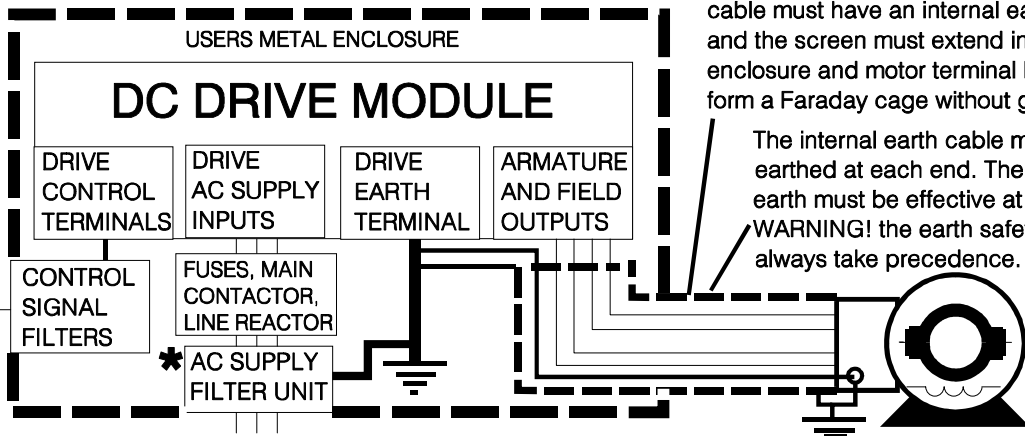 cable must have an internal ea
and the screen must extend in
enclosure and motor terminal
form a Faraday cage without g
The internal earth cable m
earthed at each end. The
earth must be effective at
WARNING! the earth safet
always take precedence.
USERS METAL ENCLOSURE
DC DRIVE MODULE
DRIVE
CONTROL
TERMINALS
DRIVE
AC SUPPLY
INPUTS
DRIVE
EARTH
TERMINAL
ARMATURE
AND FIELD
OUTPUTS
CONTROL
SIGNAL
FILTERS
FUSES, MAIN
CONTACTOR,
LINE REACTOR
* AC SUPPLY
FILTER UNIT